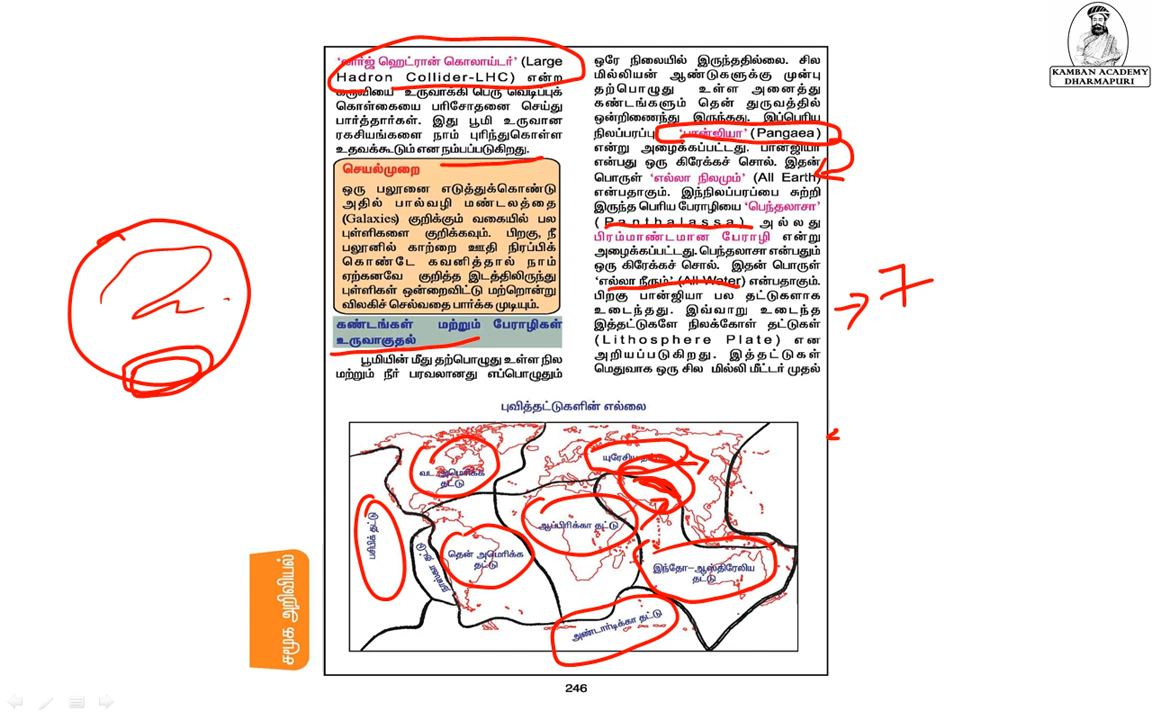 KAMBAN ACADEMY
DHARMAPURI
‘லார்ஜ் ஹெட்ரான் கொலாய்டர்’ (Large
Hadron Collider-LHC) என்ற
கருவியை உருவாக்கி பெரு வெடிப்புக்
கொள்கையை பரிசோதனை செய்து
பார்த்தார்கள். இது பூமி உருவான
ரகசியங்களை நாம் புரிந்துகொள்ள
உதவக்கூடும் என நம்பப்படுகிறது.
செயல்முறை
ஒரு பலூனை எடுத்துக்கொண்டு
அதில் பால்வழி மண்டலத்தை
(Galaxies) குறிக்கும் வகையில் பல
புள்ளிகளை குறிக்கவும். பிறகு, நீ
பலூனில் காற்றை ஊதி நிரப்பிக்
கொண்டே கவனித்தால் நாம்
ஏற்கனவே குறித்த இடத்திலிருந்து
புள்ளிகள் ஒன்றைவிட்டு மற்றொன்று
விலகிச் செல்வதை பார்க்க முடியும்.
கண்டங்கள் மற்றும் பேராழிகள்
உருவாகுதல்
பூமியின் மீது தற்பொழுது உள்ள நில
மற்றும் நீர் பரவலானது எப்பொழுதும்
ஒரே நிலையில் இருந்ததில்லை. சில
மில்லியன் ஆண்டுகளுக்கு முன்பு
தற்பொழுது உள்ள அனைத்து
கண்டங்களும் தென் துருவத்தில்
ஒன்றிணைந்து இருந்தது. இப்பெரிய
நிலப்பரப்பு ‘பான்ஜியா’ (Pangaea)
என்று அழைக்கப்பட்டது. பான்ஜியா
என்பது ஒரு கிரேக்கச் சொல். இதன்
பொருள் ‘எல்லா நிலமும்’ (All Earth)
என்பதாகும். இந்நிலப்பரப்பை சுற்றி
இருந்த பெரிய பேராழியை ‘பெந்தலாசா’
(Panthalassa) அல்லது
பிரம்மாண்டமான பேராழி என்று
அழைக்கப்பட்டது. பெந்தலாசா என்பதும்
ஒரு கிரேக்கச் சொல். இதன் பொருள்
‘எல்லா நீரும்’ (All Water) என்பதாகும்.
பிறகு பான்ஜியா பல தட்டுகளாக
உடைந்தது. இவ்வாறு உடைந்த
இத்தட்டுகளே நிலக்கோள் தட்டுகள்
(Lithosphere Plate) என
அறியப்படுகிறது. இத்தட்டுகள்
மெதுவாக ஒரு சில மில்லி மீட்டர் முதல்
7
புவித்தட்டுகளின் எல்லை
வட அமெரிக்க
தட்டு
யுரேசிய தட்டு
பசிபிக் தட்டு
நாஸ்கா தட்டு
தென் அமெரிக்க
தட்டு
ஆப்பிரிக்கா தட்டு
இந்தோ-ஆஸ்திரேலிய
தட்டு
அண்டார்டிக்கா தட்டு
சமூக அறிவியல்
246